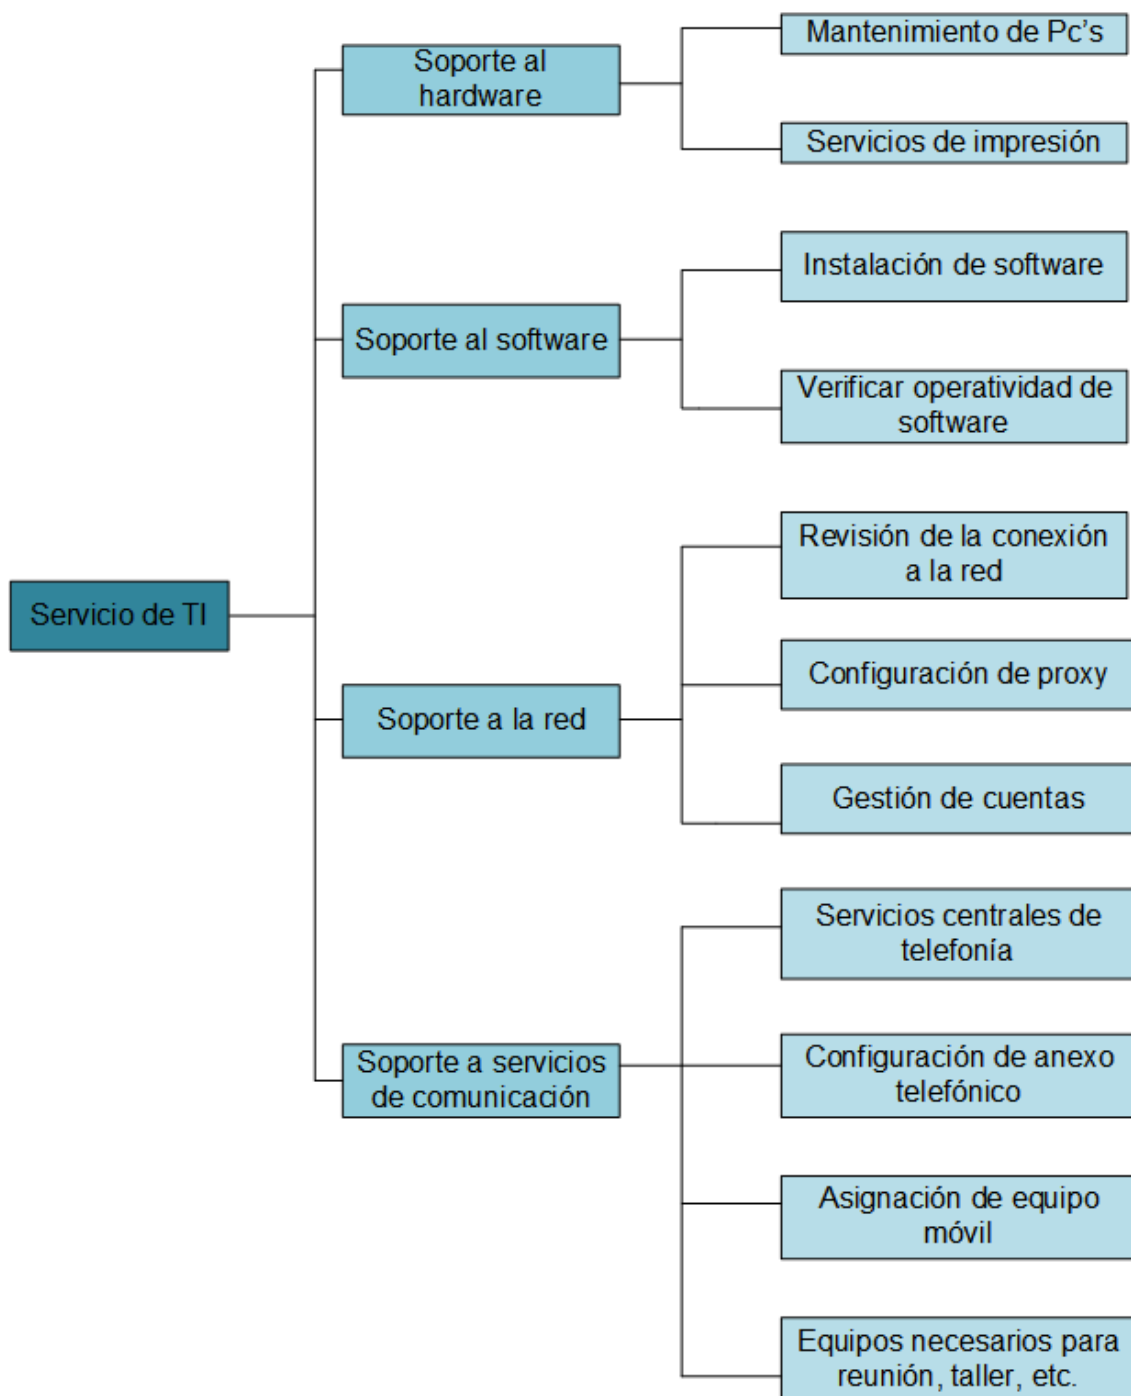 Servicio de TI
Soporte al
hardware
Mantenimiento de Pc's
Servicios de impresión
Soporte al software
Instalación de software
Verificar operatividad de
software
Soporte a la red
Revisión de la conexión
a la red
Configuración de proxy
Gestión de cuentas
Soporte a servicios
de comunicación
Servicios centrales de
telefonía
Configuración de anexo
telefónico
Asignación de equipo
móvil
Equipos necesarios para
reunión, taller, etc.